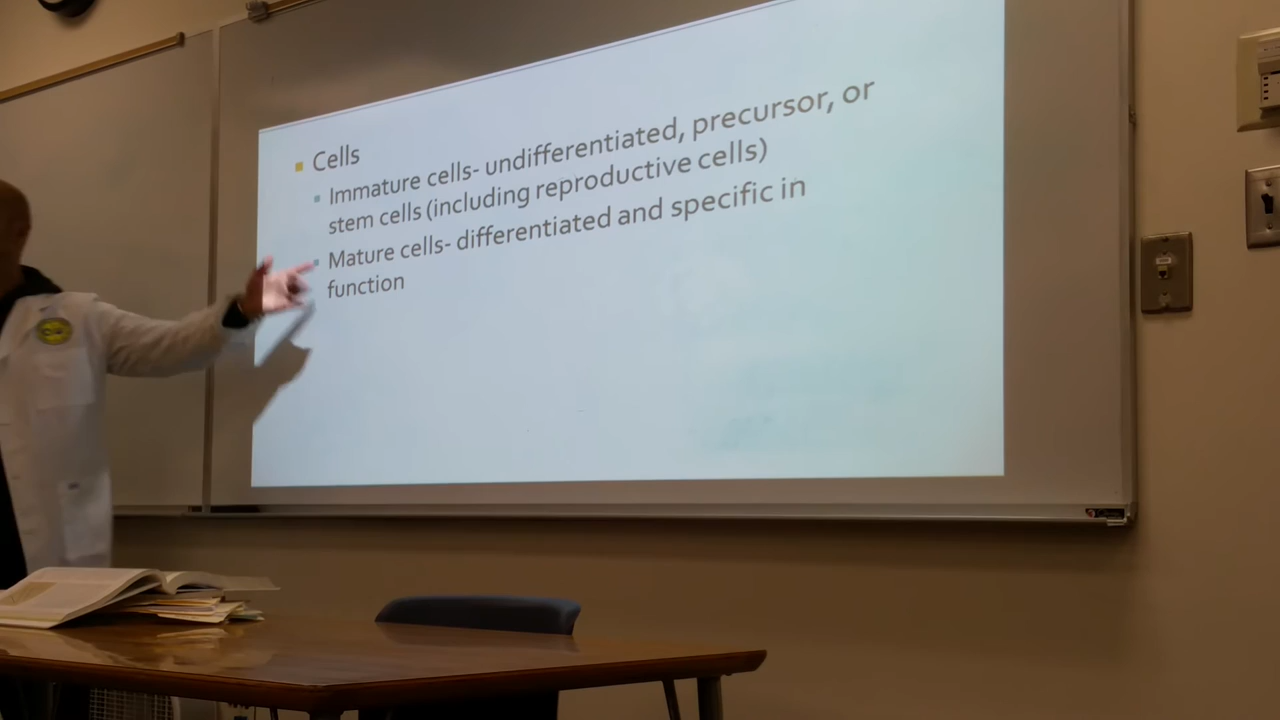 Cells
Immature cells- undifferentiated, precursor, or
stem cells (including reproductive cells)
Mature cells- differentiated and specific in
function